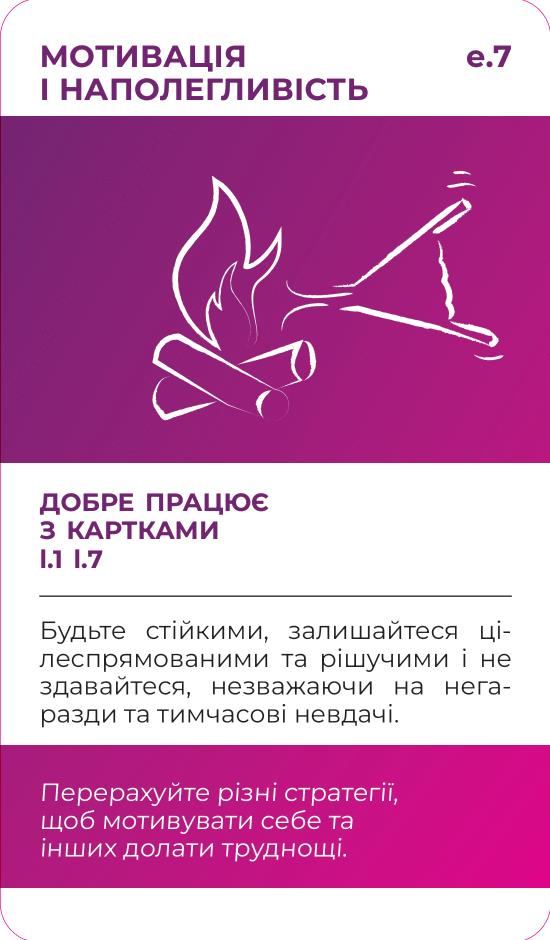 МОТИВАЦІЯ е.7
І НАПОЛЕГЛИВІСТЬ
ДОБРЕ ПРАЦЮЄ
З КАРТКАМИ
l.1 l.7
Будьте стійкими, залишайтеся ці-
леспрямованими та рішучими і не
здавайтеся, незважаючи на нега-
разди та тимчасові невдачі.
Перерахуйте різні стратегії,
щоб мотивувати себе та
інших долати труднощі.